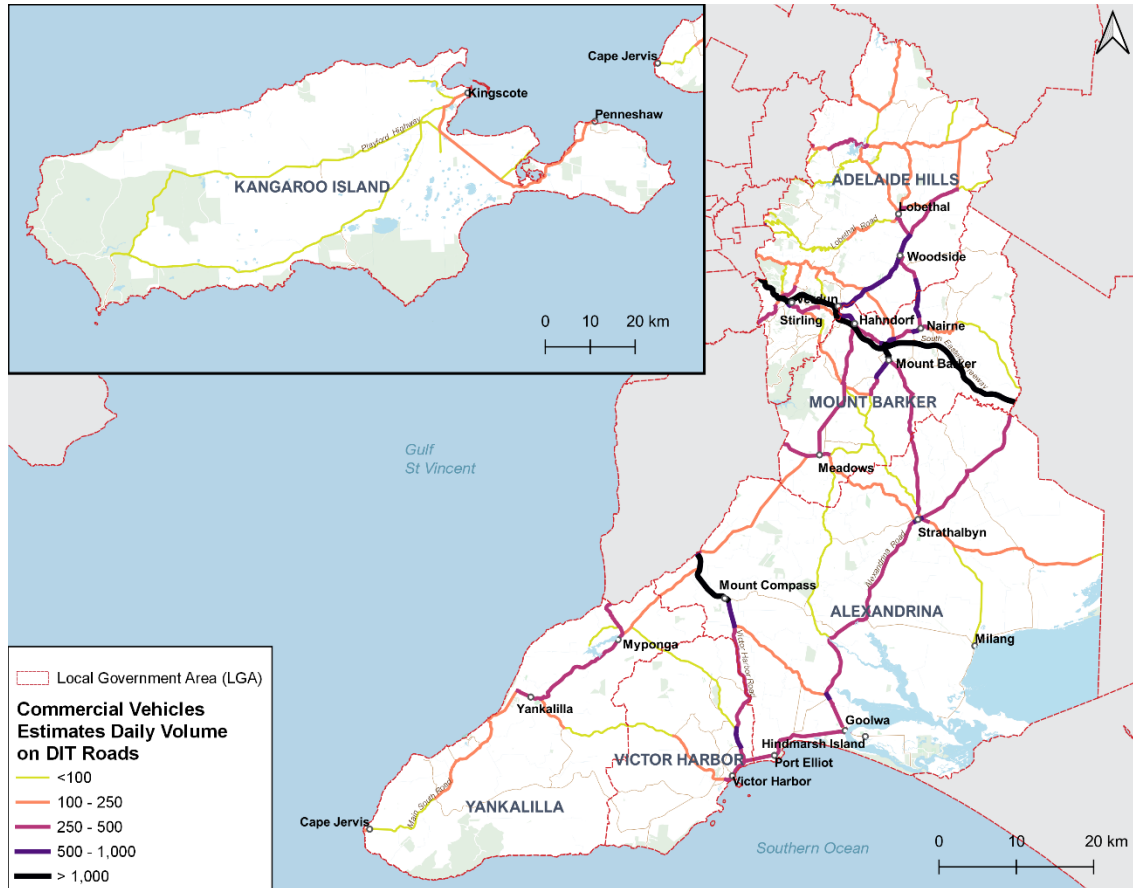 Cape Jervis
Kingscote
Penneshaw
Playford Highway
KANGAROO ISLAND
0 10 20 km
ADELAIDE HILLS
Lobethal
Lobethal Road
Woodside
Verdun
Stirling
Hahndorf
Nairne
South Eastern Freeway
Mount Barker
MOUNT BARKER
Gulf
St Vincent
Meadows
Strathalbyn
Alexandrina Road
Mount Compass
ALEXANDRINA
Milang
Myponga
Victor Harbor Road
Yankalilla
Goolwa
Hindmarsh Island
Port Elliot
VICTOR HARBOR
Victor Harbor
Main South Road
YANKALILLA
Cape Jervis
Southern Ocean
0 10 20 km
Local Government Area (LGA)
Commercial Vehicles
Estimates Daily Volume
on DIT Roads
<100
100 - 250
250 - 500
500 - 1,000
> 1,000